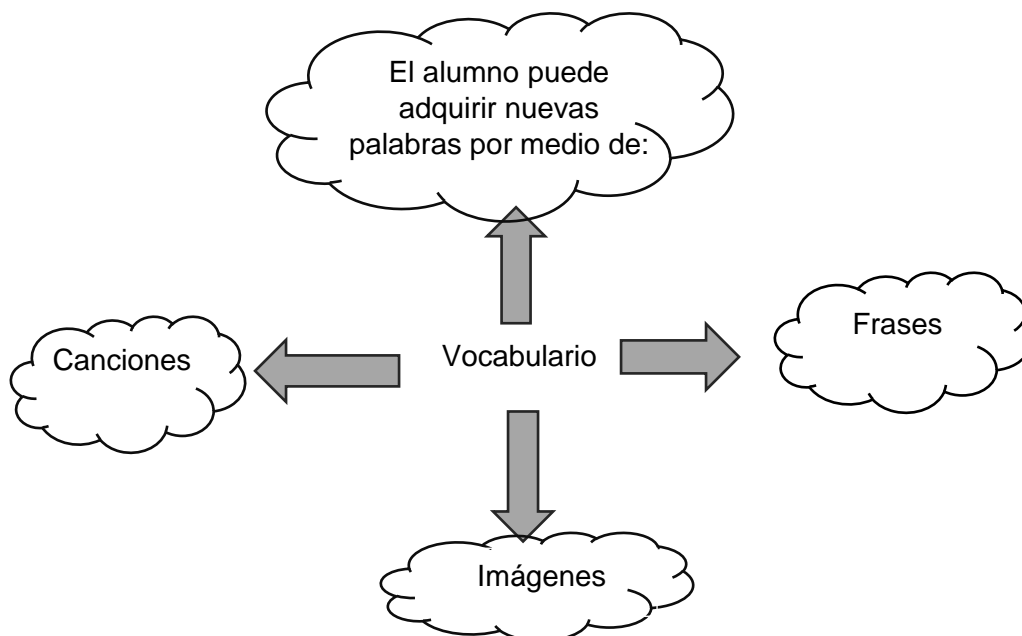 El alumno puede
adquirir nuevas
palabras por medio de:
Frases
Canciones
Vocabulario
Imágenes